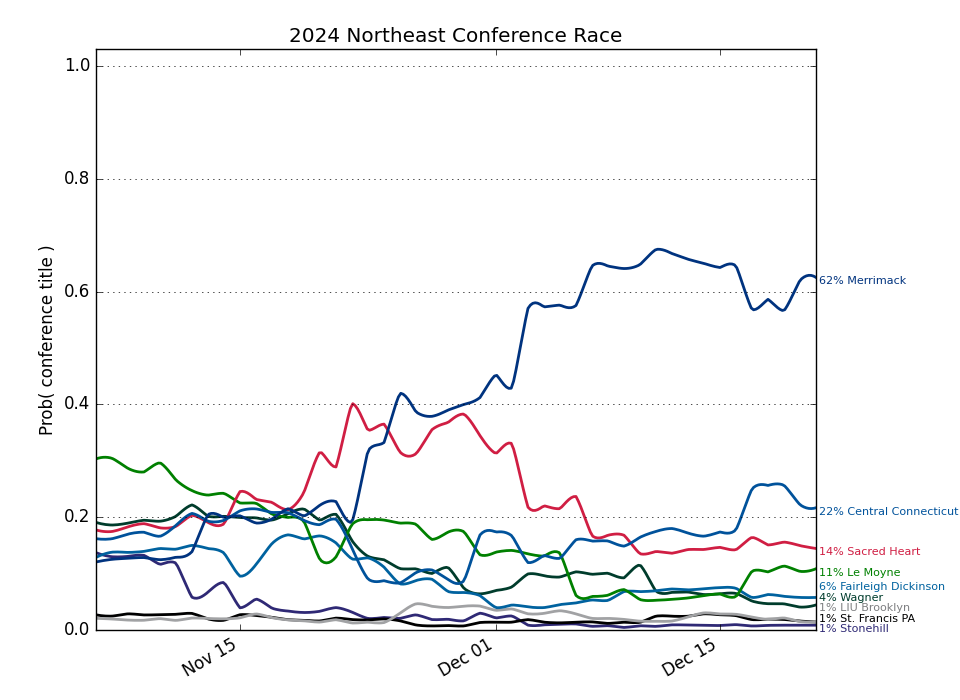 2024 Northeast Conference Race
Prob( conference title )
1.0
0.8
0.6
0.4
0.2
0.0
Nov 15
Dec 01
Dec 15
62% Merrimack
22% Central Connecticut
14% Sacred Heart
11% Le Moyne
6% Fairleigh Dickinson
4% Wagner
1% LIU Brooklyn
1% St. Francis PA
1% Stonehill